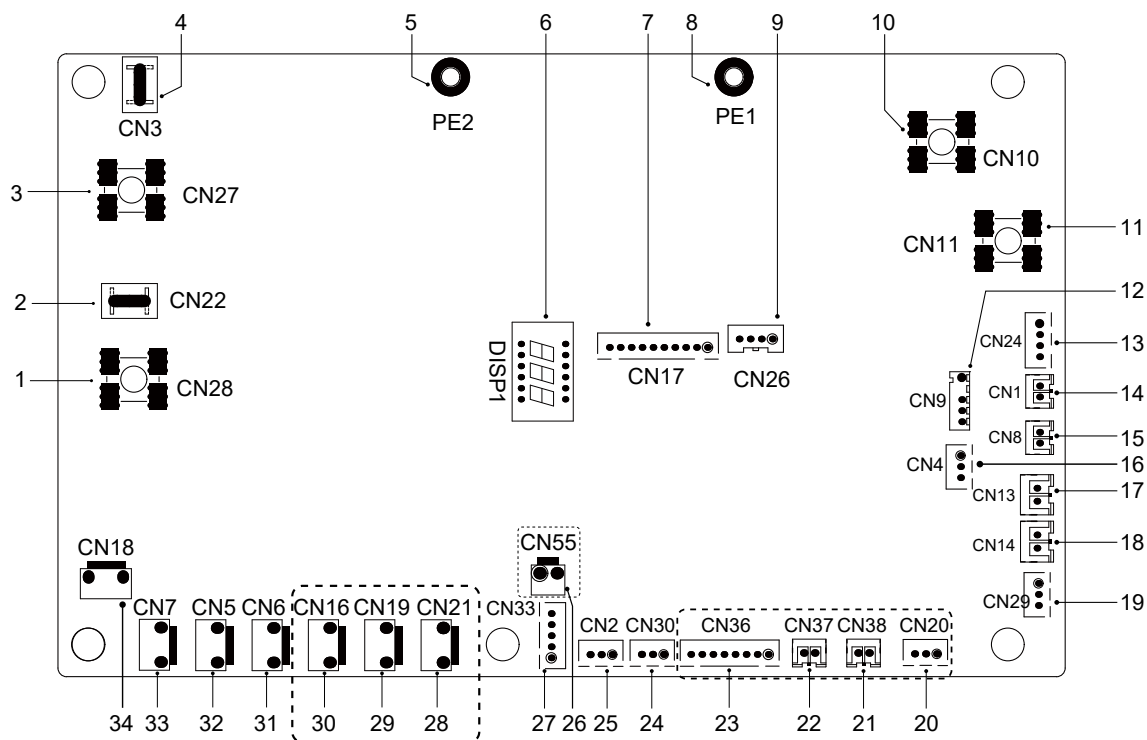 4 5 6 7 8 9 10
CN3 PE2 PE1
CN10
3 CN27
CN11 11
12
2 CN22
CN24 13
DISP1 CN17 CN26
1 CN28
CN9 CN1 14
CN8 15
CN4 16
CN13 17
CN18 CN55 CN14 18
CN7 CN5 CN6 CN16 CN19 CN21 CN33 CN2 CN30 CN36 CN37 CN38 CN20 CN29 19
34 33 32 31 30 29 28 27 26 25 24 23 22 21 20